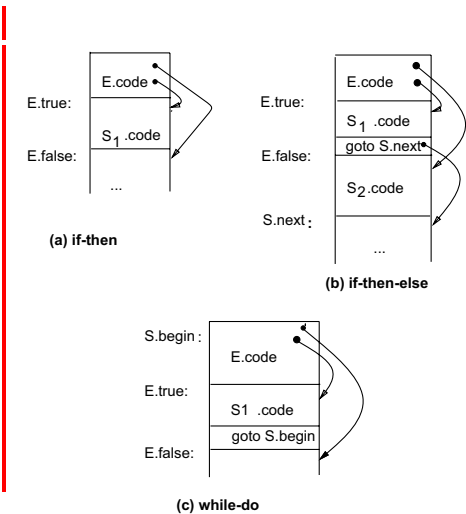 E.code
E.true:
S1.code
E.false:
...
(a) if-then
E.code
E.true:
S1 .code
goto S.next
E.false:
S2.code
S.next:
...
(b) if-then-else
S.begin:
E.code
E.true:
S1 .code
goto S.begin
E.false:
(c) while-do